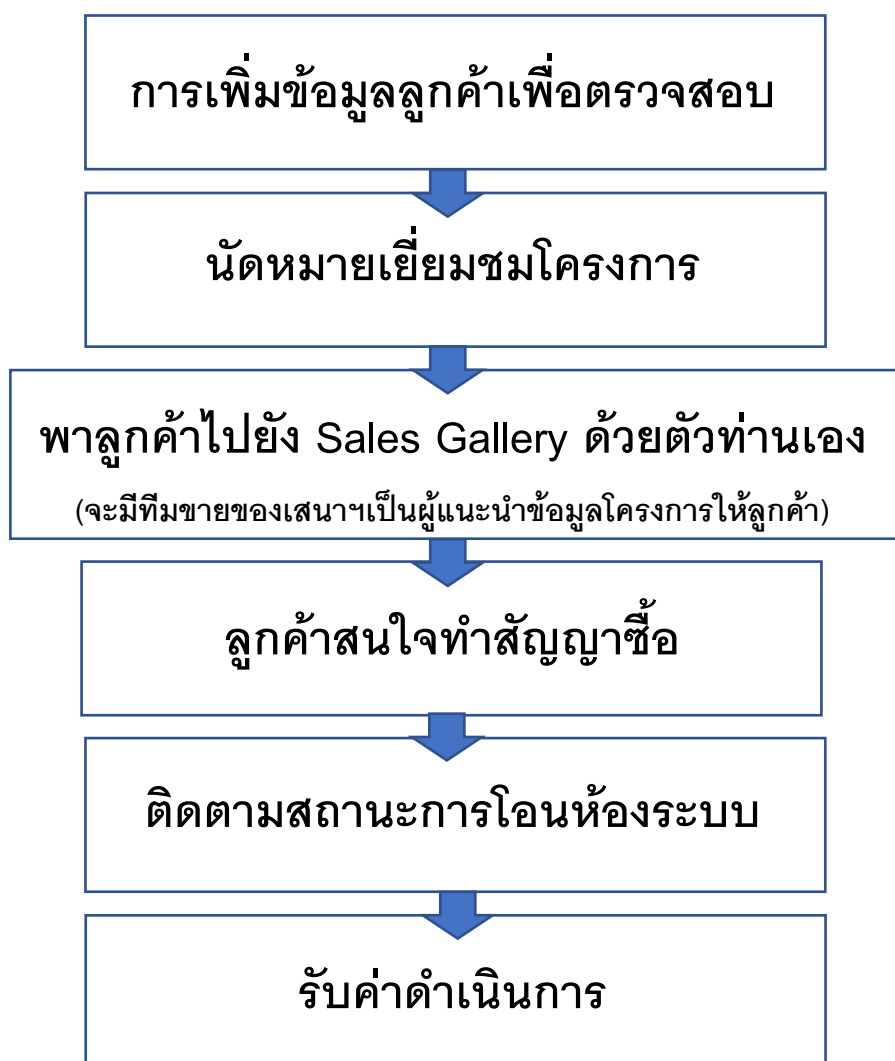 การเพิ่มข้อมูลลูกค้าเพื่อตรวจสอบ
นัดหมายเยี่ยมชมโครงการ
พาลูกค้าไปยัง Sales Gallery ด้วยตัวท่านเอง
(จะมีทีมขายของเสนาฯเป็นผู้แนะนำข้อมูลโครงการให้ลูกค้า)
ลูกค้าสนใจทำสัญญาซื้อ
ติดตามสถานะการโอนห้องระบบ
รับค่าดำเนินการ